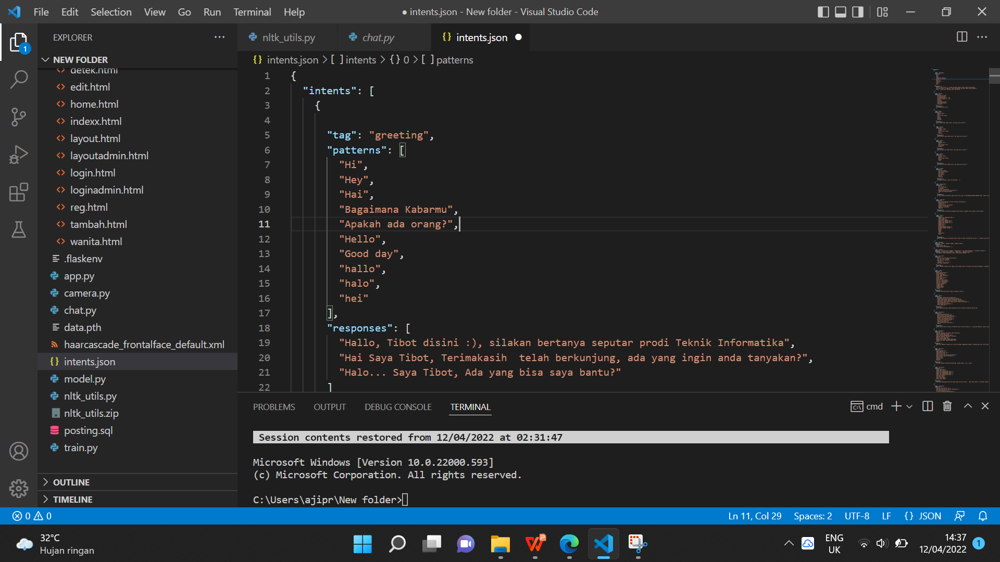 File Edit Selection View Go Run Terminal Help
● intents.json - New folder - Visual Studio Code
EXPLORER
NEW FOLDER
detek.html
edit.html
home.html
indexx.html
layout.html
layoutadmin.html
login.html
loginadmin.html
reg.html
tambah.html
wanita.html
.flaskenv
app.py
camera.py
chat.py
data.pth
haarcascade_frontalface_default.xml
{} intents.json
model.py
nltk_utils.py
nltk_utils.zip
posting.sql
train.py
OUTLINE
TIMELINE
1
nltk_utils.py chat.py {} intents.json ●
{} intents.json > [ ] intents > {} 0 > [ ] patterns
1 {
2 "intents": [
3 {
4
5 "tag": "greeting",
6 "patterns": [
7 "Hi",
8 "Hey",
9 "Hai",
10 "Bagaimana Kabarmu",
11 "Apakah ada orang?",
12 "Hello",
13 "Good day",
14 "hallo",
15 "halo",
16 "hei"
17 ],
18 "responses": [
19 "Hallo, Tibot disini :), silakan bertanya seputar prodi Teknik Informatika",
20 "Hai Saya Tibot, Terimakasih  telah berkunjung, ada yang ingin anda tanyakan?",
21 "Halo... Saya Tibot, Ada yang bisa saya bantu?"
22 ]
PROBLEMS OUTPUT DEBUG CONSOLE TERMINAL
cmd
Session contents restored from 12/04/2022 at 02:31:47
Microsoft Windows [Version 10.0.22000.593]
(c) Microsoft Corporation. All rights reserved.
C:\Users\ajipr\New folder>
0 0
Ln 11, Col 29 Spaces: 2 UTF-8 LF {} JSON
32°C
Hujan ringan
ENG
UK
14:37
12/04/2022
1